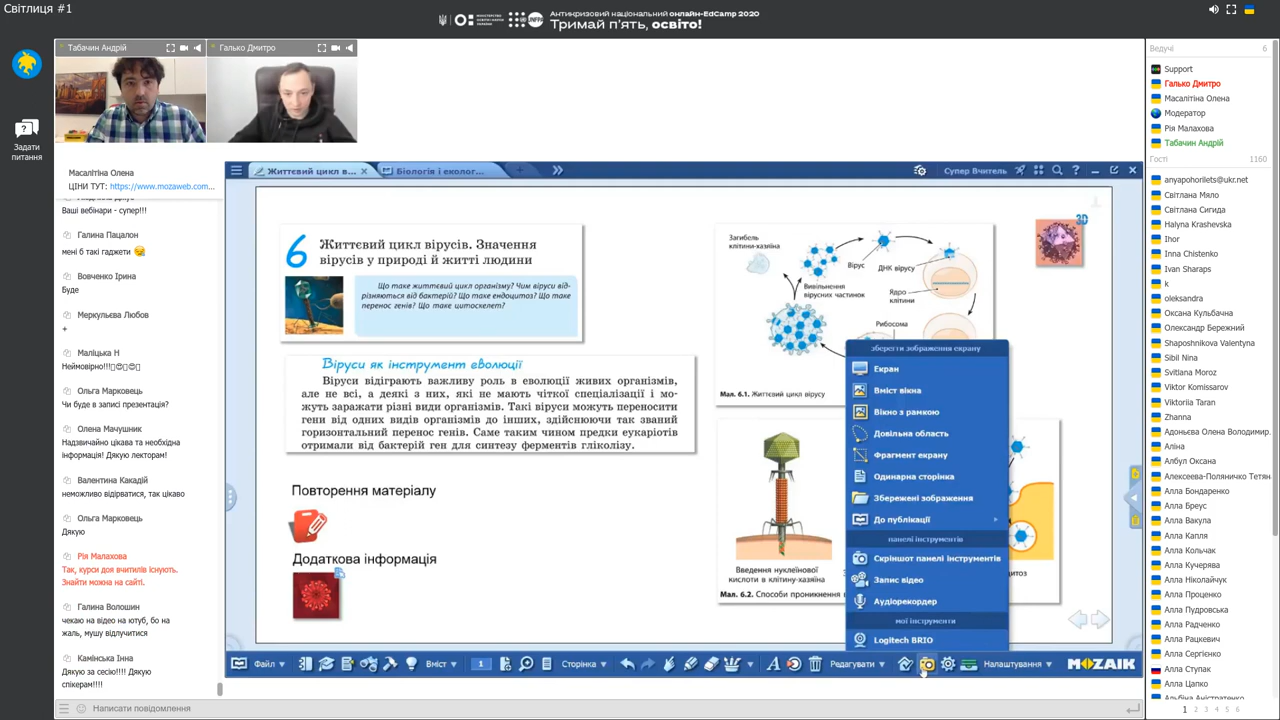 Світлиця #1
МІНІСТЕРСТВО ОСВІТИ І НАУКИ УКРАЇНИ
Антикризовий національний онлайн-EdCamp 2020
Тримай п'ять, освіто!
Задати питання
Табачин Андрій
Галько Дмитро
Масалітіна Олена
ЦІНИ ТУТ: https://www.mozaweb.com...
Ваші вебінари - супер!!!
Галина Пацалон
мені б такі гаджети
Вовченко Ірина
Буде
Меркульєва Любов
+
Маліцька Н
Неймовірно!!!
Ольга Марковець
Чи буде в записі презентація?
Олена Мачушник
Надзвичайно цікава та необхідна
інформація! Дякую лекторам!
Валентина Какадій
неможливо відірватися, так цікаво
Ольга Марковець
Дякую
Рія Малахова
Так, курси доя вчитилів існують.
Знайти можна на сайті.
Галина Волошин
чекаю на відео на ютуб, бо на
жаль, мушу відлучитися
Камінська Інна
Дякую за сесію!!!! Дякую
спікерам!!!!
Написати повідомлення
Життєвий цикл в...
Біологія і еколог...
Супер Вчитель
6 Життєвий цикл вірусів. Значення
вірусів у природі й житті людини
Що таке життєвий цикл організму? Чим віруси від-
різняються від бактерій? Що таке ендоцитоз? Що таке
перенос генів? Що таке цитоскелет?
Віруси як інструмент еволюції
Віруси відіграють важливу роль в еволюції живих організмів,
але не всі, а деякі з них, які не мають чіткої спеціалізації і мо-
жуть заражати різні види організмів. Такі віруси можуть переносити
гени від одних видів організмів до інших, здійснюючи так званий
горизонтальний перенос генів. Саме таким чином предки еукаріотів
отримали від бактерій ген для синтезу ферментів гліколізу.
Повторення матеріалу
Додаткова інформація
Загибель
клітини-хазяїна
Вірус
ДНК вірусу
Вивільнення
вірусних частинок
Ядро
клітини
Рибосома
3D
Мал. 6.1. Життєвий цикл вірусу
Введення нуклеїнової
кислоти в клітину-хазяїна
Мал. 6.2. Способи проникнення
зберегти зображення екрану
Екран
Вміст вікна
Вікно з рамкою
Довільна область
Фрагмент екрану
Одинарна сторінка
Збережені зображення
До публікації
панелі інструментів
Скріншот панелі інструментів
Запис відео
Аудіорекордер
мої інструменти
Logitech BRIO
Файл
Вміст
1
Сторінка
Редагувати
Налаштування
MOZAIK
Ведучі 6
Support
Галько Дмитро
Масалітіна Олена
Модератор
Рія Малахова
Табачин Андрій
Гості 1160
anyapohorilets@ukr.net
Світлана Мяло
Світлана Сигида
Halyna Krashevska
Ihor
Inna Chistenko
Ivan Sharaps
k
oleksandra
Оксана Кульбачна
Олександр Бережний
Shaposhnikova Valentyna
Sibil Nina
Svitlana Moroz
Viktor Komissarov
Viktoriia Taran
Zhanna
Адоньєва Олена Володимир.
Аліна
Албул Оксана
Алексеева-Поляничко Тетян
Алла Бондаренко
Алла Бреус
Алла Вакула
Алла Капля
Алла Кольчак
Алла Кучерява
Алла Ніколайчук
Алла Проценко
Алла Пудровська
Алла Радченко
Алла Рацкевич
Алла Сергієнко
Алла Ступак
Алла Цапко
Альбіна Аністратенко
1 2 3 4 5 6